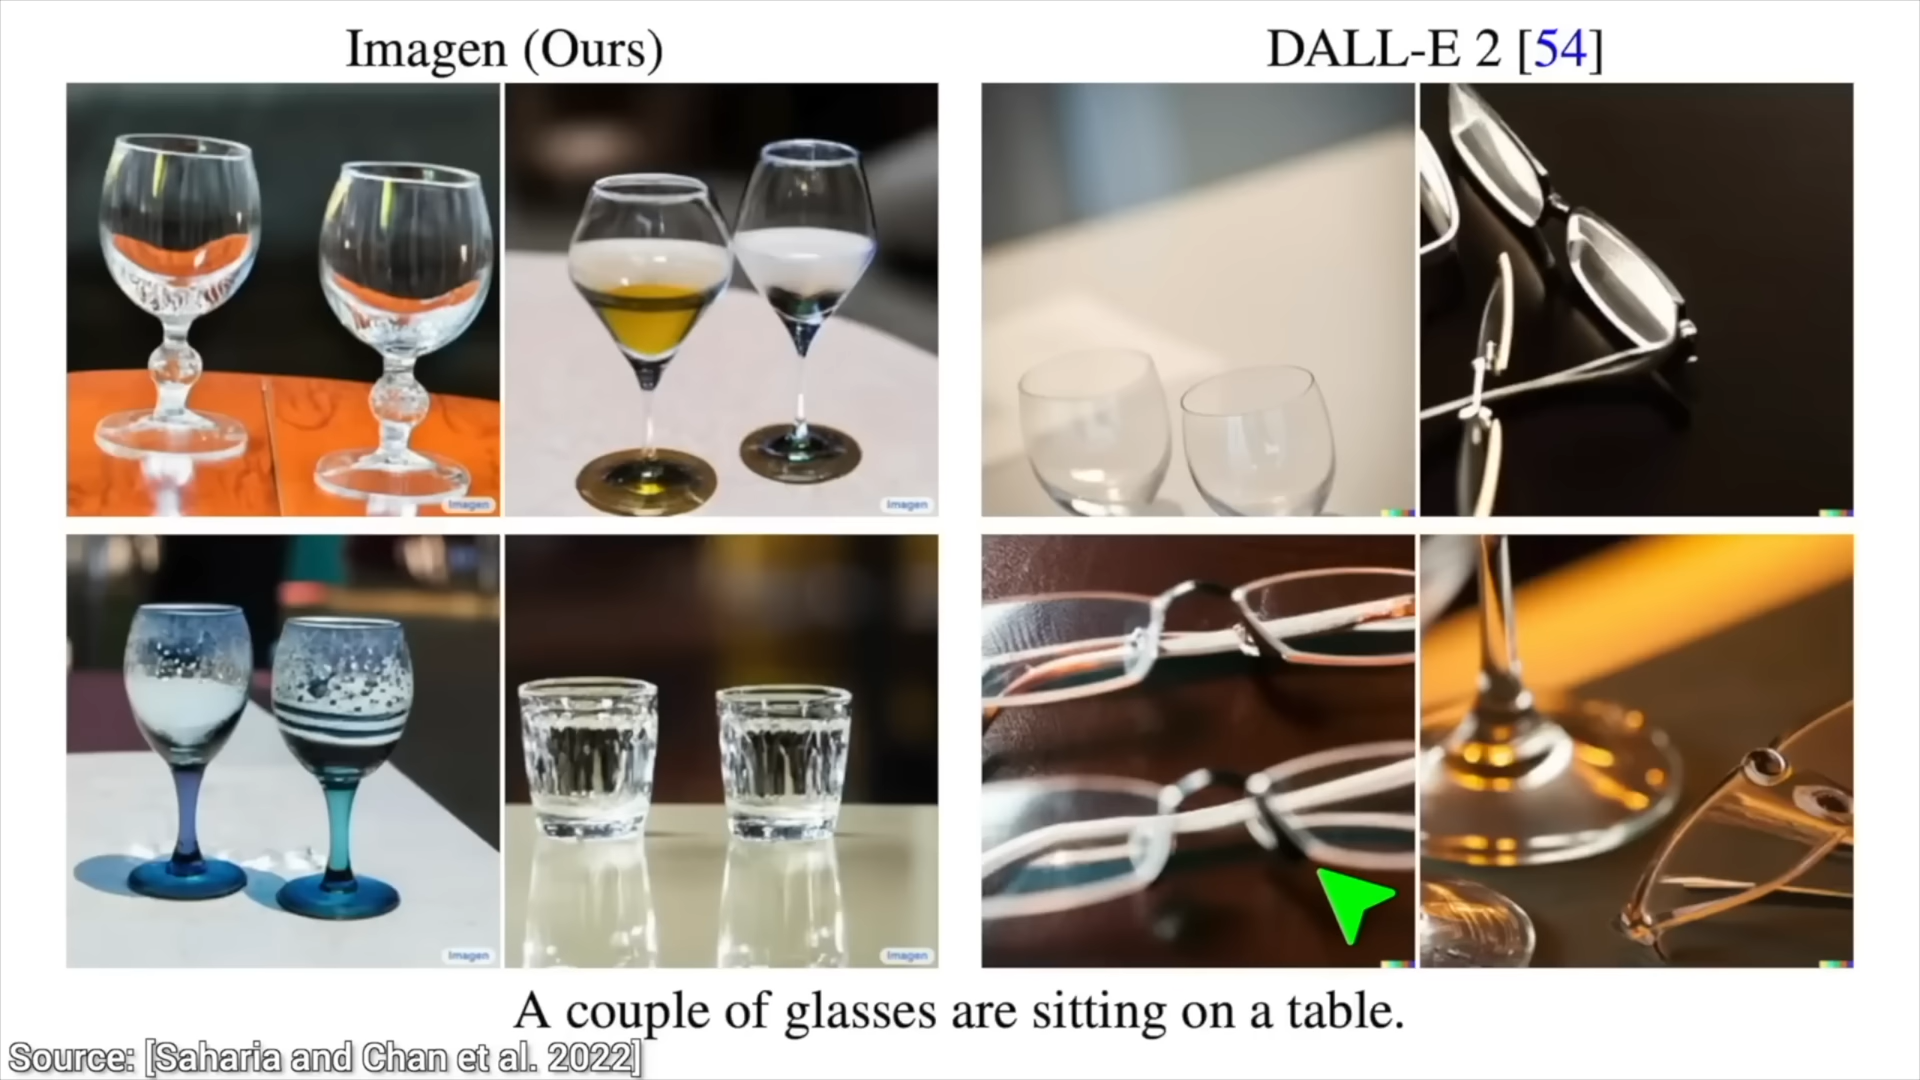 Imagen (Ours)
DALL-E 2 [54]
Imagen
Imagen
Imagen
Imagen
A couple of glasses are sitting on a table.
Source: [Saharia and Chan et al. 2022]